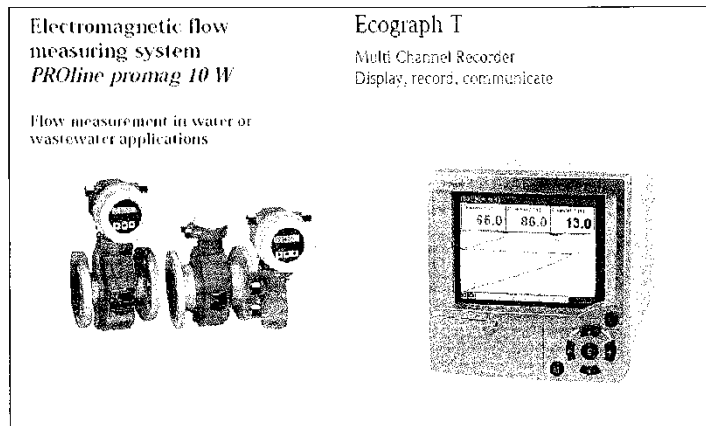 Electromagnetic flow
measuring system
PROline promag 10 W
Flow measurement in water or
wastewater applications
Ecograph T
Multi Channel Recorder
Display, record, communicate
66.0 86.0 13.0